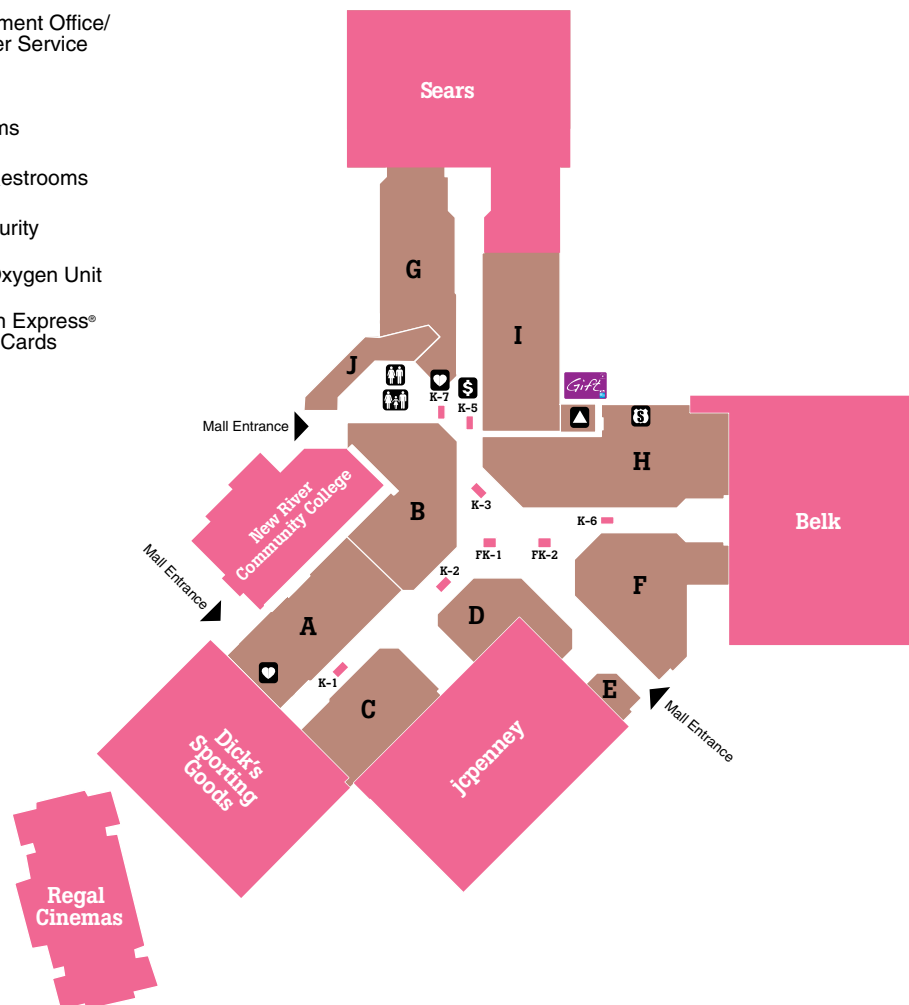 ment Office/
er Service
ms
estrooms
urity
Oxygen Unit
n Express®
Cards
Sears
G
I
J
K-7
$
K-5
Gift
Mall Entrance
S
H
New River
Community College
B
K-3
K-6
Belk
FK-1
FK-2
Mall Entrance
K-2
F
A
D
K-1
C
E
Mall Entrance
Dick's
Sporting
Goods
jcpenney
Regal
Cinemas